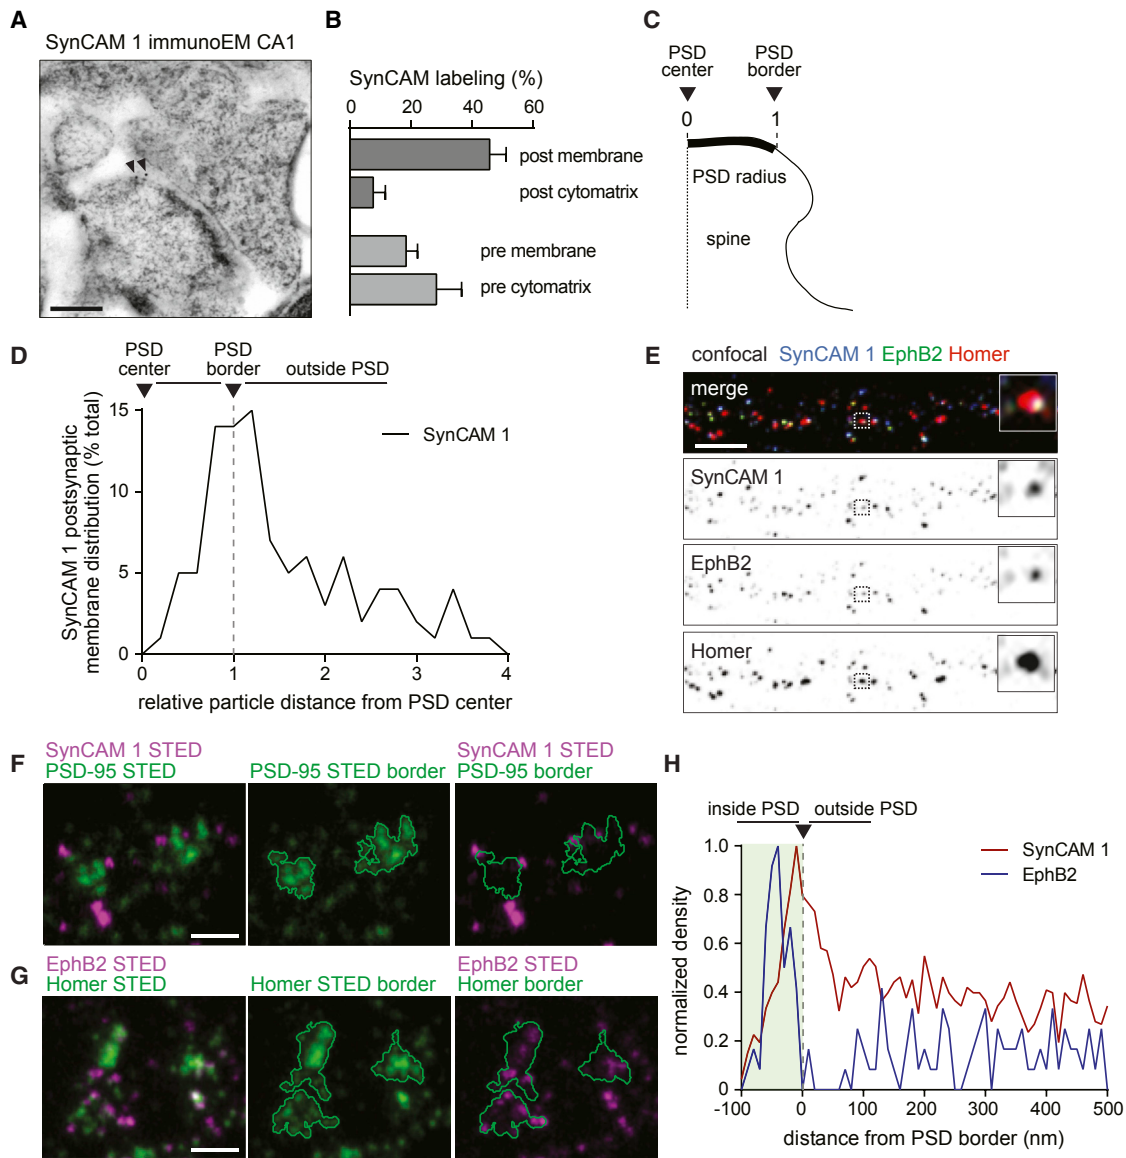 A
SynCAM 1 immunoEM CA1
B
SynCAM labeling (%)
0 20 40 60
post membrane
post cytomatrix
pre membrane
pre cytomatrix
C
PSD center
PSD border
0 1
PSD radius
spine
D
PSD center
PSD border
outside PSD
SynCAM 1 postsynaptic
membrane distribution (% total)
15
10
5
0
SynCAM 1
0 1 2 3 4
relative particle distance from PSD center
E
confocal SynCAM 1 EphB2 Homer
merge
SynCAM 1
EphB2
Homer
F
SynCAM 1 STED
PSD-95 STED
PSD-95 STED border
SynCAM 1 STED
PSD-95 border
G
EphB2 STED
Homer STED
Homer STED border
EphB2 STED
Homer border
H
inside PSD outside PSD
normalized density
1.0
0.8
0.6
0.4
0.2
0
SynCAM 1
EphB2
-100 0 100 200 300 400 500
distance from PSD border (nm)